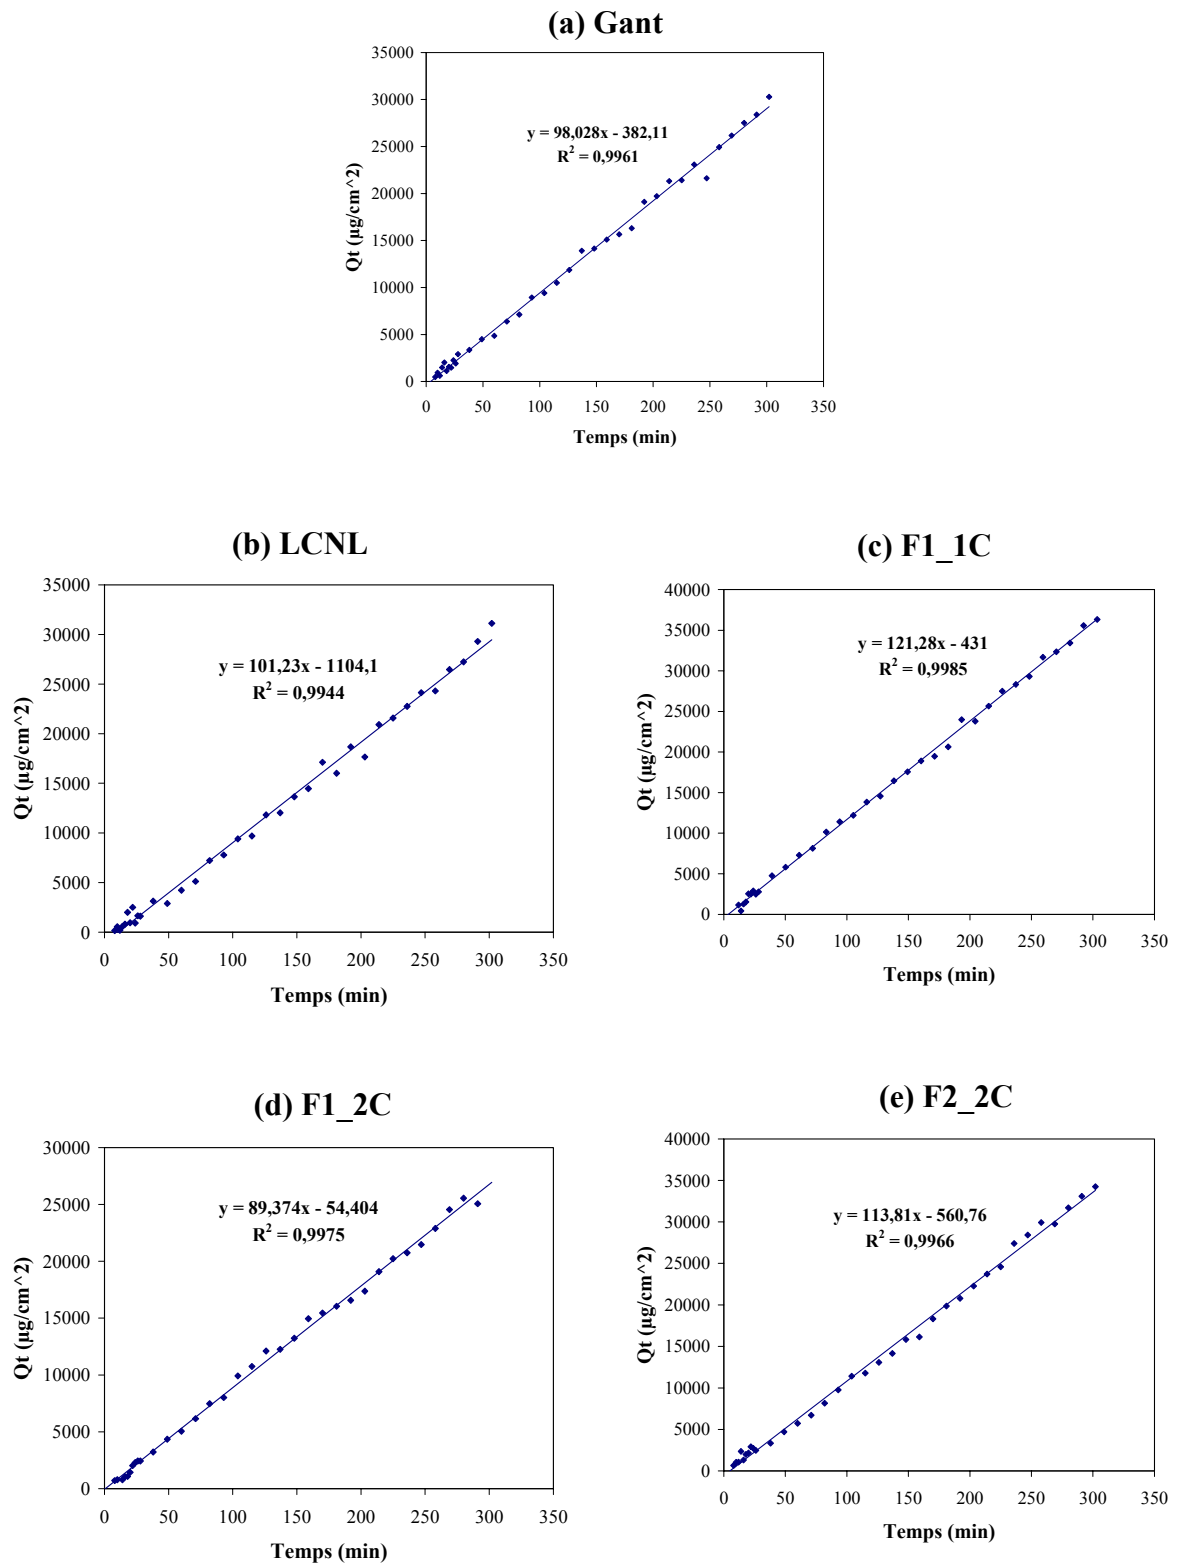 (a) Gant
35000
30000
25000
20000
15000
10000
5000
0
y = 98,028x - 382,11
R² = 0,9961
Qt (µg/cm^2)
0 50 100 150 200 250 300 350
Temps (min)
(b) LCNL
35000
30000
25000
20000
15000
10000
5000
0
y = 101,23x - 1104,1
R² = 0,9944
Qt (µg/cm^2)
0 50 100 150 200 250 300 350
Temps (min)
(c) F1_1C
40000
35000
30000
25000
20000
15000
10000
5000
0
y = 121,28x - 431
R² = 0,9985
Qt (µg/cm^2)
0 50 100 150 200 250 300 350
Temps (min)
(d) F1_2C
30000
25000
20000
15000
10000
5000
0
y = 89,374x - 54,404
R² = 0,9975
Qt (µg/cm^2)
0 50 100 150 200 250 300 350
Temps (min)
(e) F2_2C
40000
35000
30000
25000
20000
15000
10000
5000
0
y = 113,81x - 560,76
R² = 0,9966
Qt (µg/cm^2)
0 50 100 150 200 250 300 350
Temps (min)